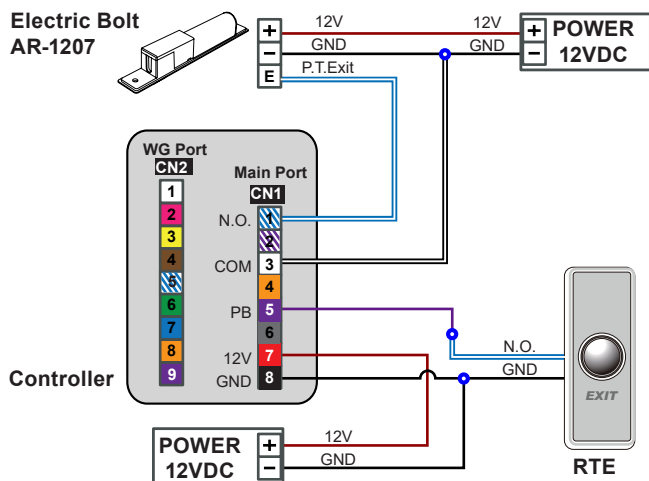 Electric Bolt
AR-1207
+
−
E
12V
12V
GND
GND
P.T.Exit
+
−
POWER
12VDC
WG Port
CN2
1
2
3
4
5
6
7
8
9
Main Port
CN1
N.O.
1
2
COM
3
4
PB
5
6
12V
7
GND
8
Controller
N.O.
GND
EXIT
RTE
POWER
12VDC
+
−
12V
GND